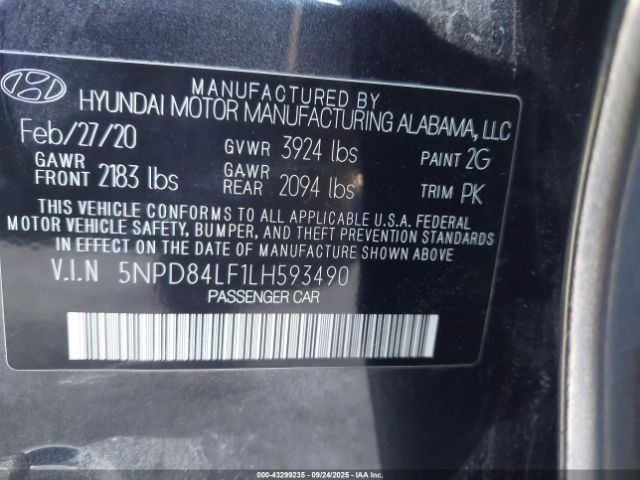 MANUFACTURED BY
HYUNDAI MOTOR MANUFACTURING ALABAMA, LLC
Feb/27/20 GVWR 3924 lbs PAINT 2G
GAWR FRONT 2183 lbs GAWR REAR 2094 lbs TRIM PK
THIS VEHICLE CONFORMS TO ALL APPLICABLE U.S.A. FEDERAL
MOTOR VEHICLE SAFETY, BUMPER, AND THEFT PREVENTION STANDARDS
IN EFFECT ON THE DATE OF MANUFACTURE SHOWN ABOVE.
V.I.N 5NPD84LF1LH593490
PASSENGER CAR
000-43299235 - 09/24/2025 - IAAI.COM